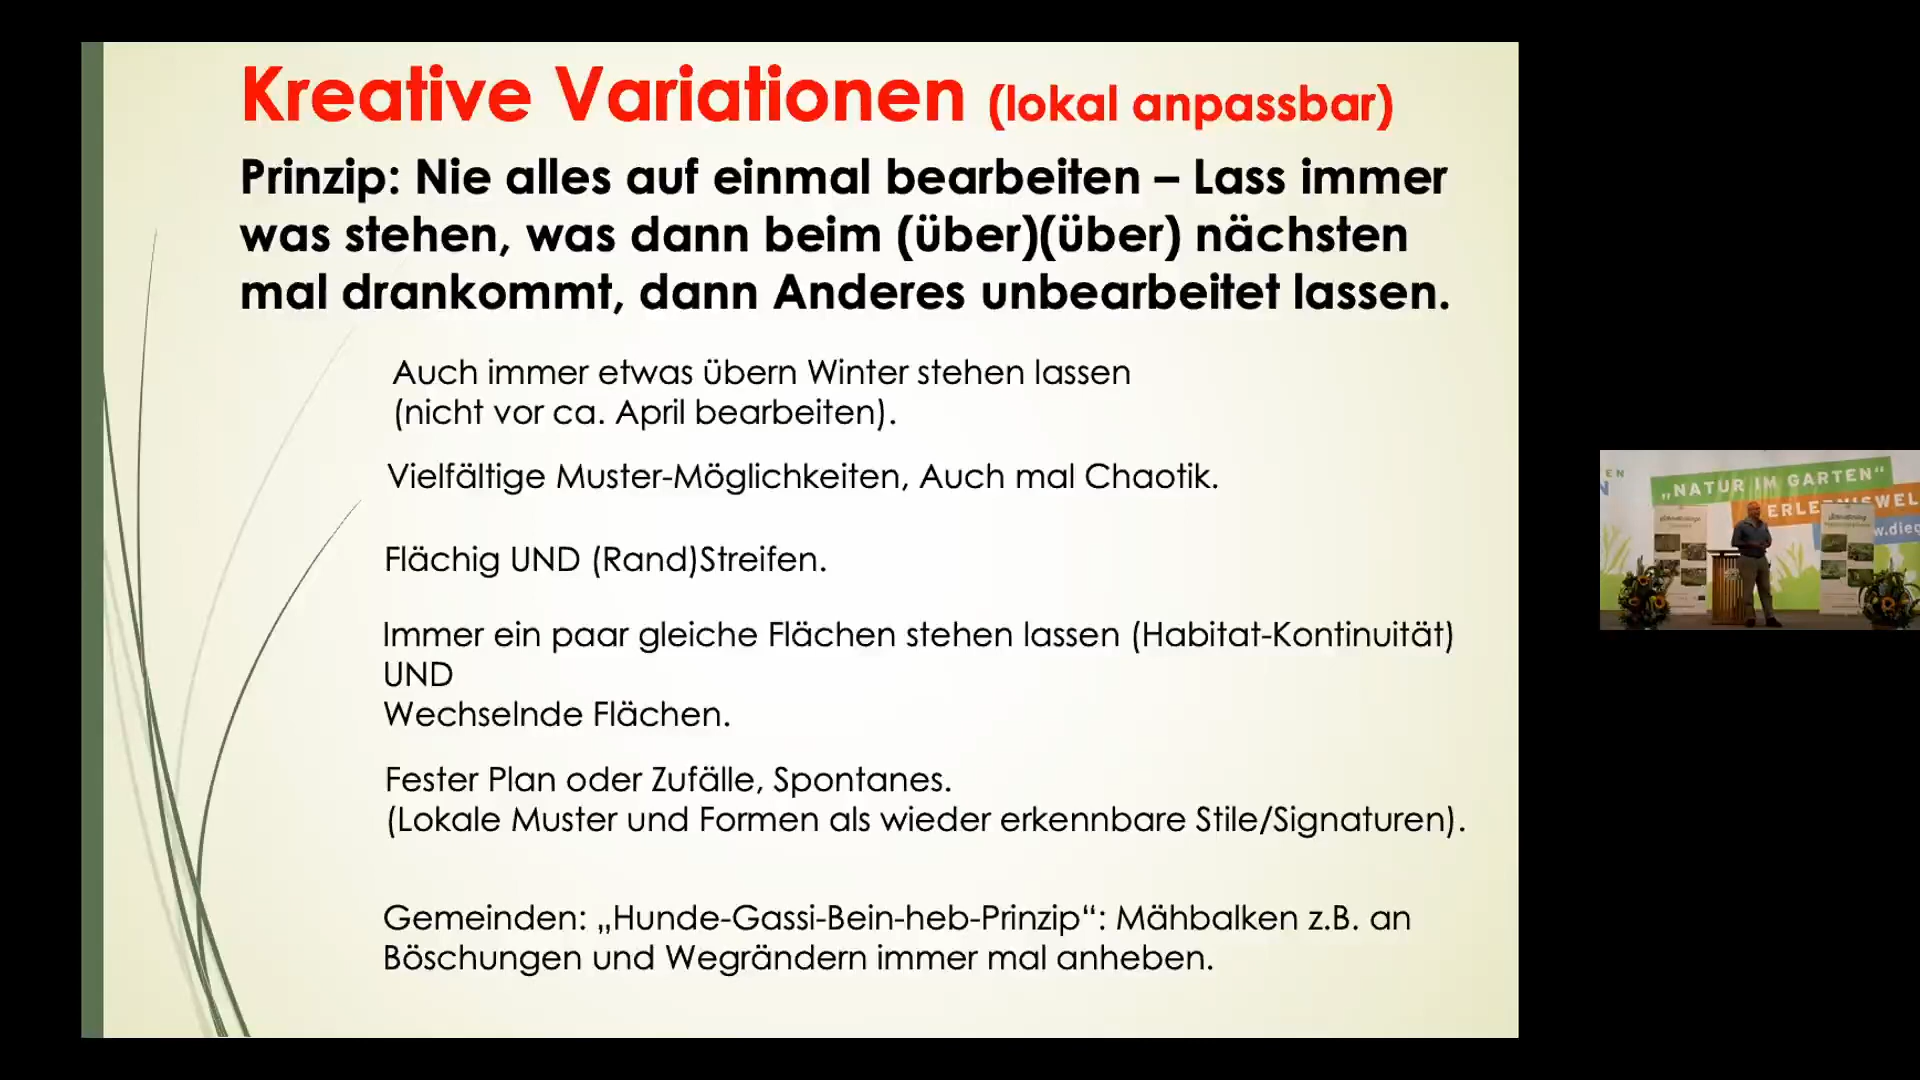 Kreative Variationen (lokal anpassbar)
Prinzip: Nie alles auf einmal bearbeiten – Lass immer
was stehen, was dann beim (über)(über) nächsten
mal drankommt, dann Anderes unbearbeitet lassen.
Auch immer etwas übern Winter stehen lassen
(nicht vor ca. April bearbeiten).
Vielfältige Muster-Möglichkeiten, Auch mal Chaotik.
Flächig UND (Rand)Streifen.
Immer ein paar gleiche Flächen stehen lassen (Habitat-Kontinuität)
UND
Wechselnde Flächen.
Fester Plan oder Zufälle, Spontanes.
(Lokale Muster und Formen als wieder erkennbare Stile/Signaturen).
Gemeinden: „Hunde-Gassi-Bein-heb-Prinzip“: Mähbalken z.B. an
Böschungen und Wegrändern immer mal anheben.
EN
N
„NATUR IM GARTEN“